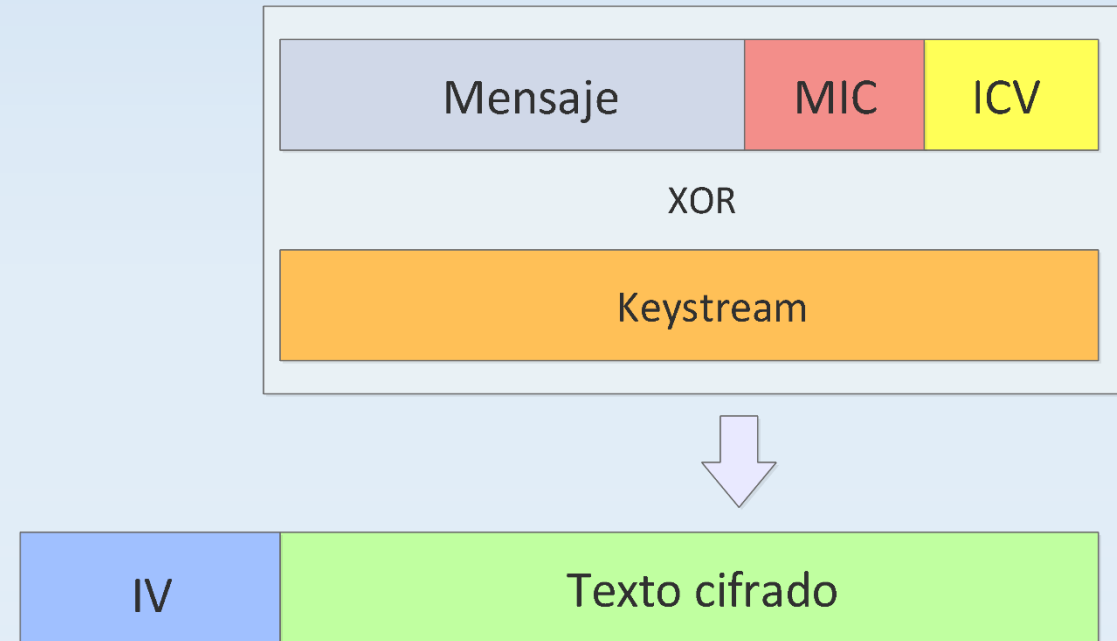 Mensaje
MIC
ICV
XOR
Keystream
IV
Texto cifrado